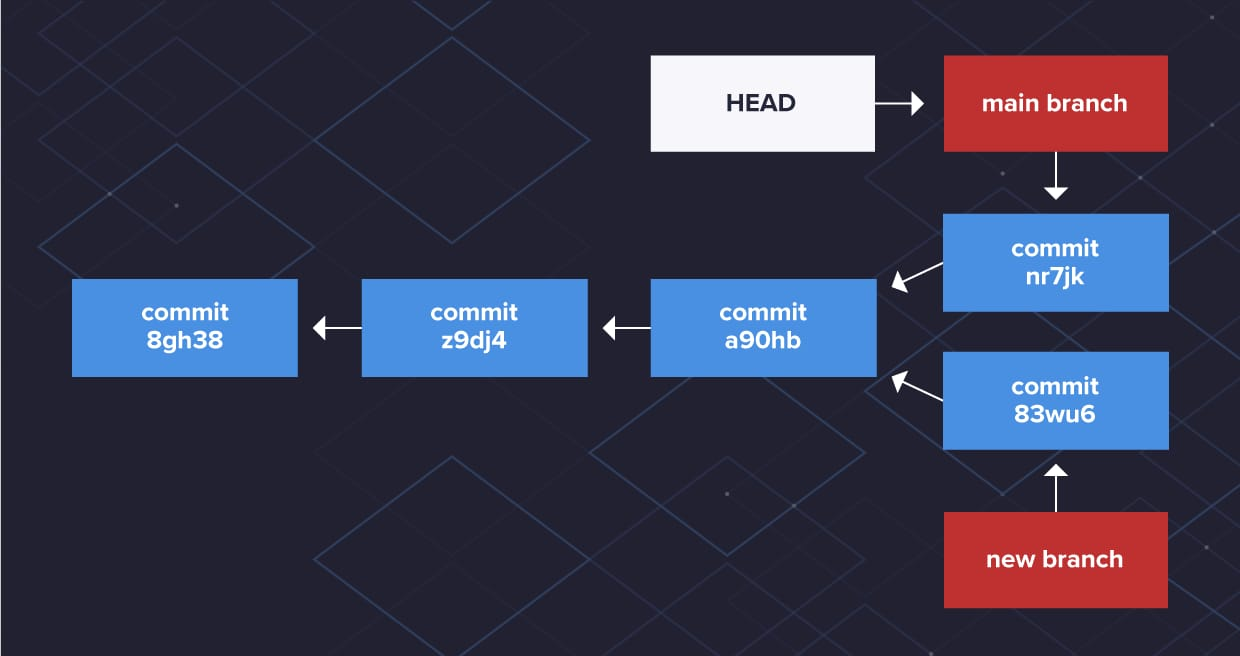 HEAD
main branch
commit
nr7jk
commit
8gh38
commit
z9dj4
commit
a90hb
commit
83wu6
new branch